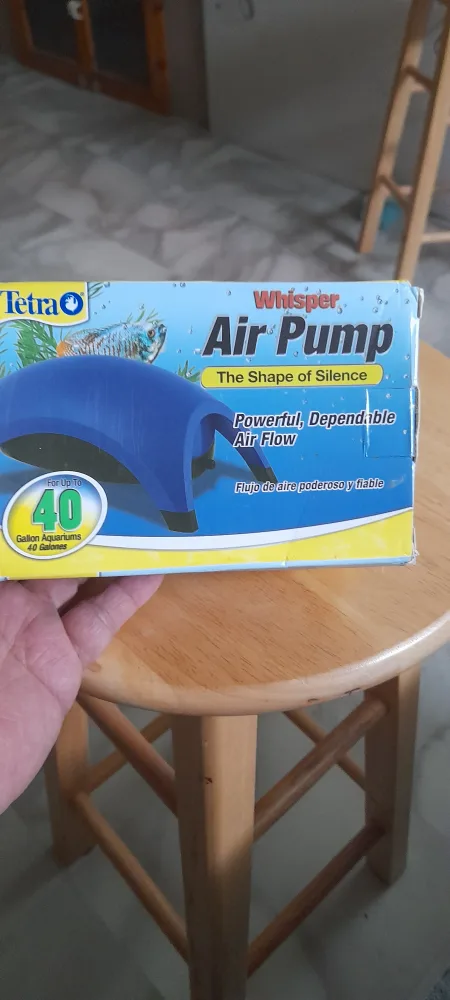 Tetra
Whisper
Air Pump
The Shape of Silence
Powerful, Dependable
Air Flow
Flujo de aire poderoso y fiable
For Up To
40
Gallon Aquariums
40 Galones